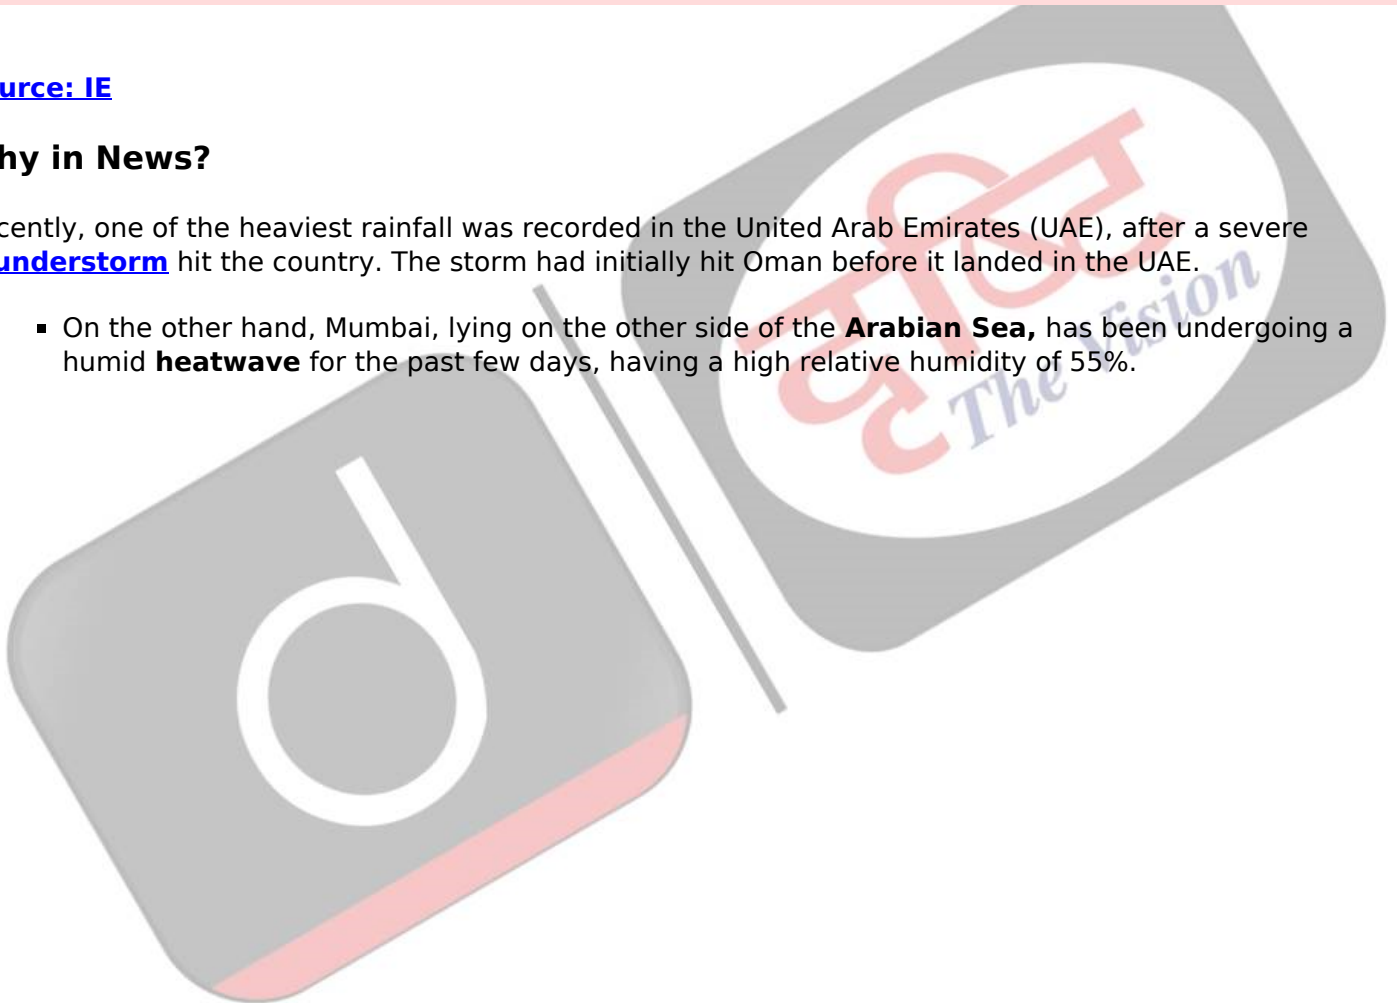 urce: IE
hy in News?
cently, one of the heaviest rainfall was recorded in the United Arab Emirates (UAE), after a severe
understorm hit the country. The storm had initially hit Oman before it landed in the UAE.
▪ On the other hand, Mumbai, lying on the other side of the Arabian Sea, has been undergoing a
humid heatwave for the past few days, having a high relative humidity of 55%.
दृष्टि
The Vision
d